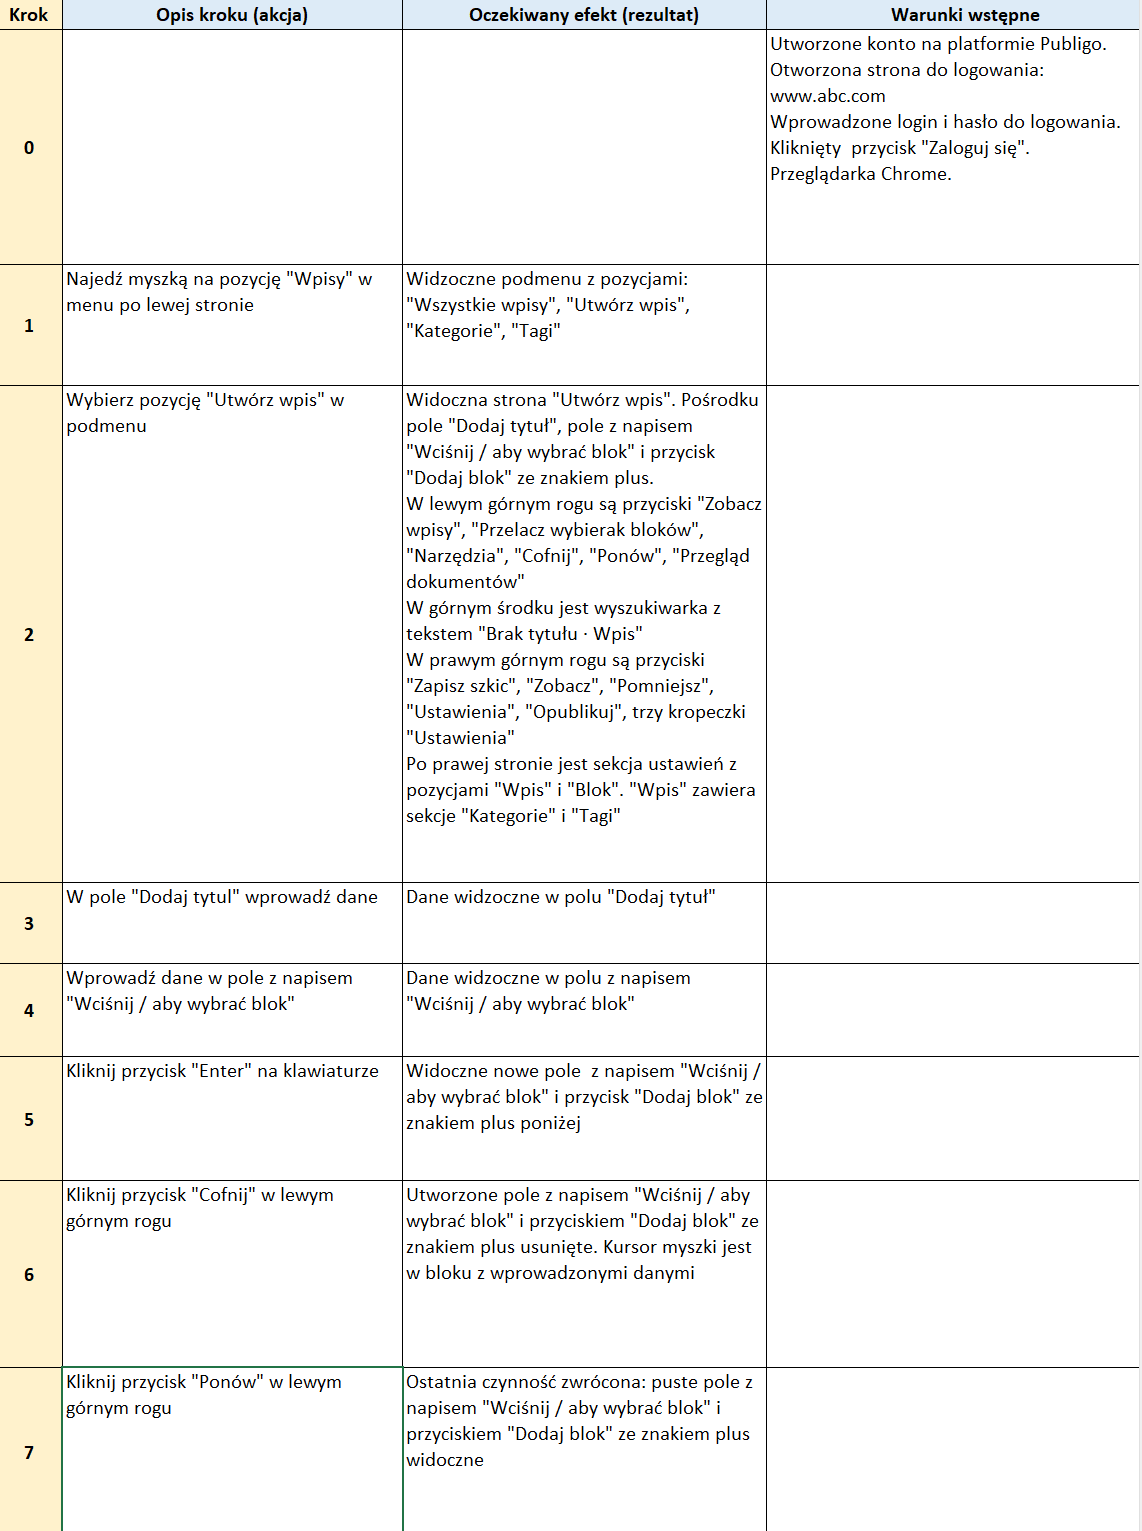 Krok Opis kroku (akcja) Oczekiwany efekt (rezultat) Warunki wstępne
0
Utworzone konto na platformie Publigo.
Otworzona strona do logowania:
www.abc.com
Wprowadzone login i hasło do logowania.
Kliknięty  przycisk "Zaloguj się".
Przeglądarka Chrome.
1
Najedź myszką na pozycję "Wpisy" w
menu po lewej stronie
Widzoczne podmenu z pozycjami:
"Wszystkie wpisy", "Utwórz wpis",
"Kategorie", "Tagi"
2
Wybierz pozycję "Utwórz wpis" w
podmenu
Widoczna strona "Utwórz wpis". Pośrodku
pole "Dodaj tytuł", pole z napisem
"Wciśnij / aby wybrać blok" i przycisk
"Dodaj blok" ze znakiem plus.
W lewym górnym rogu są przyciski "Zobacz
wpisy", "Przelacz wybierak bloków",
"Narzędzia", "Cofnij", "Ponów", "Przegląd
dokumentów"
W górnym środku jest wyszukiwarka z
tekstem "Brak tytułu · Wpis"
W prawym górnym rogu są przyciski
"Zapisz szkic", "Zobacz", "Pomniejsz",
"Ustawienia", "Opublikuj", trzy kropeczki
"Ustawienia"
Po prawej stronie jest sekcja ustawień z
pozycjami "Wpis" i "Blok". "Wpis" zawiera
sekcje "Kategorie" i "Tagi"
3
W pole "Dodaj tytul" wprowadź dane
Dane widzoczne w polu "Dodaj tytuł"
4
Wprowadź dane w pole z napisem
"Wciśnij / aby wybrać blok"
Dane widzoczne w polu z napisem
"Wciśnij / aby wybrać blok"
5
Kliknij przycisk "Enter" na klawiaturze
Widoczne nowe pole  z napisem "Wciśnij /
aby wybrać blok" i przycisk "Dodaj blok" ze
znakiem plus poniżej
6
Kliknij przycisk "Cofnij" w lewym
górnym rogu
Utworzone pole z napisem "Wciśnij / aby
wybrać blok" i przyciskiem "Dodaj blok" ze
znakiem plus usunięte. Kursor myszki jest
w bloku z wprowadzonymi danymi
7
Kliknij przycisk "Ponów" w lewym
górnym rogu
Ostatnia czynność zwrócona: puste pole z
napisem "Wciśnij / aby wybrać blok" i
przyciskiem "Dodaj blok" ze znakiem plus
widoczne